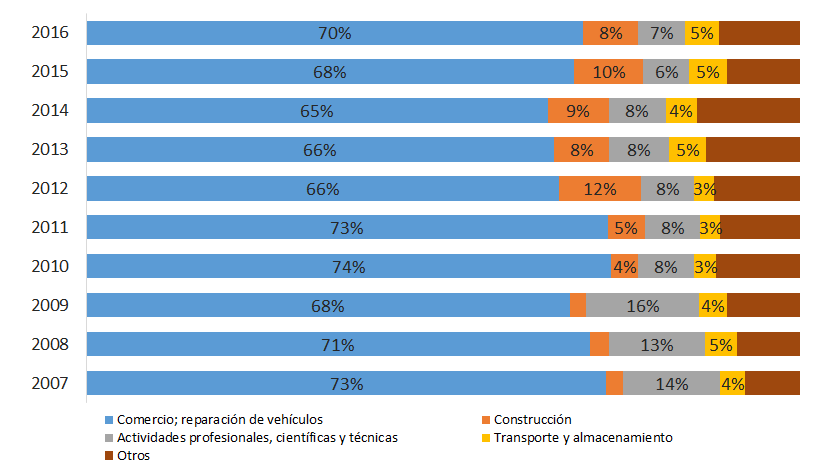 2016 70% 8% 7% 5%
2015 68% 10% 6% 5%
2014 65% 9% 8% 4%
2013 66% 8% 8% 5%
2012 66% 12% 8% 3%
2011 73% 5% 8% 3%
2010 74% 4% 8% 3%
2009 68% 16% 4%
2008 71% 13% 5%
2007 73% 14% 4%
Comercio; reparación de vehículos Construcción
Actividades profesionales, científicas y técnicas Transporte y almacenamiento
Otros